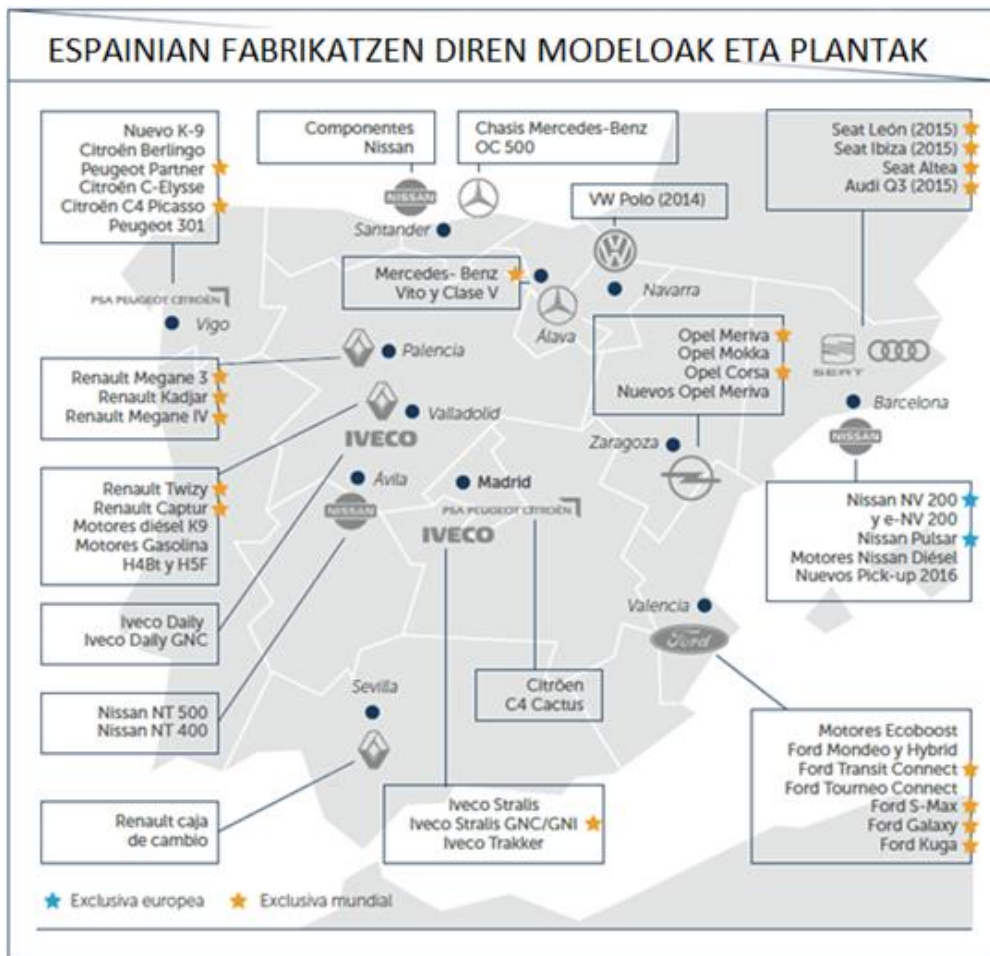 ESPAINIAN FABRIKATZEN DIREN MODELOAK ETA PLANTAK
Nuevo K-9
Citroën Berlingo
Peugeot Partner
Citroën C-Elysse
Citroën C4 Picasso
Peugeot 301
Componentes
Nissan
Chasis Mercedes-Benz
OC 500
Seat León (2015)
Seat Ibiza (2015)
Seat Altea
Audi Q3 (2015)
NISSAN
Santander
VW Polo (2014)
Mercedes- Benz
Vito y Clase V
Álava
Navarra
PSA PEUGEOT CITROËN
Vigo
Palencia
Renault Megane 3
Renault Kadjar
Renault Megane IV
Opel Meriva
Opel Mokka
Opel Corsa
Nuevos Opel Meriva
SEAT
Barcelona
NISSAN
Valladolid
IVECO
Zaragoza
Ávila
NISSAN
Madrid
PSA PEUGEOT CITROËN
IVECO
Renault Twizy
Renault Captur
Motores diésel K9
Motores Gasolina
H4Bt y H5F
Nissan NV 200
y e-NV 200
Nissan Pulsar
Motores Nissan Diésel
Nuevos Pick-up 2016
Iveco Daily
Iveco Daily GNC
Valencia
Ford
Nissan NT 500
Nissan NT 400
Sevilla
Citröen
C4 Cactus
Motores Ecoboost
Ford Mondeo y Hybrid
Ford Transit Connect
Ford Tourneo Connect
Ford S-Max
Ford Galaxy
Ford Kuga
Renault caja
de cambio
Iveco Stralis
Iveco Stralis GNC/GNI
Iveco Trakker
Exclusiva europea
Exclusiva mundial